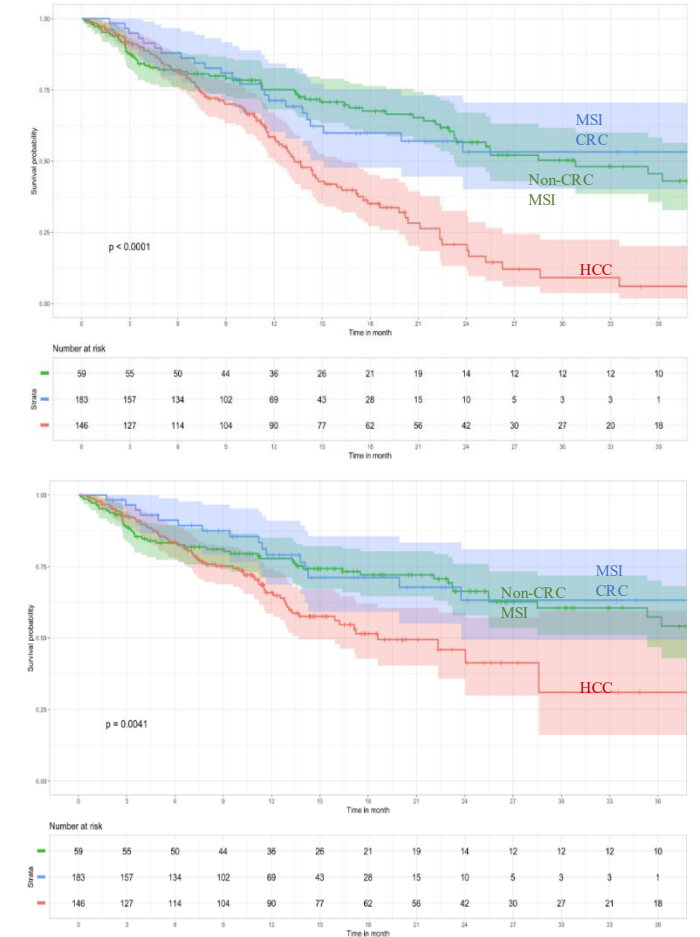 1.00
0.75
0.50
0.25
0.00
Survival probability
MSI
CRC
Non-CRC
MSI
HCC
p < 0.0001
0 3 6 9 12 15 18 21 24 27 30 33 36
Time in month
Number at risk
Strata
59 55 50 44 36 26 21 19 14 12 12 12 10
183 157 134 102 69 43 28 15 10 5 3 3 1
146 127 114 104 90 77 62 56 42 30 27 20 18
0 3 6 9 12 15 18 21 24 27 30 33 36
Time in month
1.00
0.75
0.50
0.25
0.00
Survival probability
MSI
CRC
Non-CRC
MSI
HCC
p = 0.0041
0 3 6 9 12 15 18 21 24 27 30 33 36
Time in month
Number at risk
Strata
59 55 50 44 36 26 21 19 14 12 12 12 10
183 157 134 102 69 43 28 15 10 5 3 3 1
146 127 114 104 90 77 62 56 42 30 27 21 18
0 3 6 9 12 15 18 21 24 27 30 33 36
Time in month